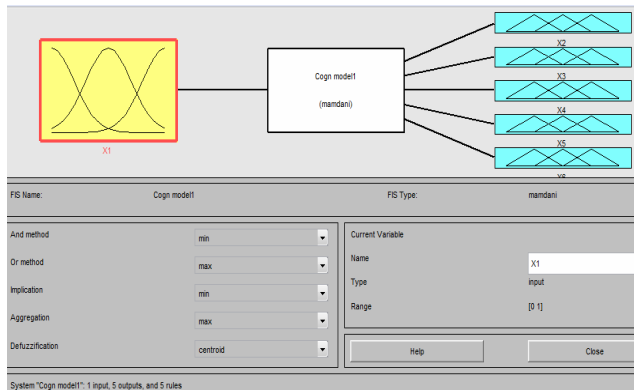 X1
Cogn model1
(mamdani)
X2
X3
X4
X5
X6
FIS Name:
Cogn model1
FIS Type:
mamdani
And method
min
Or method
max
Implication
min
Aggregation
max
Defuzzification
centroid
Current Variable
Name
X1
Type
input
Range
[0 1]
Help
Close
System "Cogn model1": 1 input, 5 outputs, and 5 rules